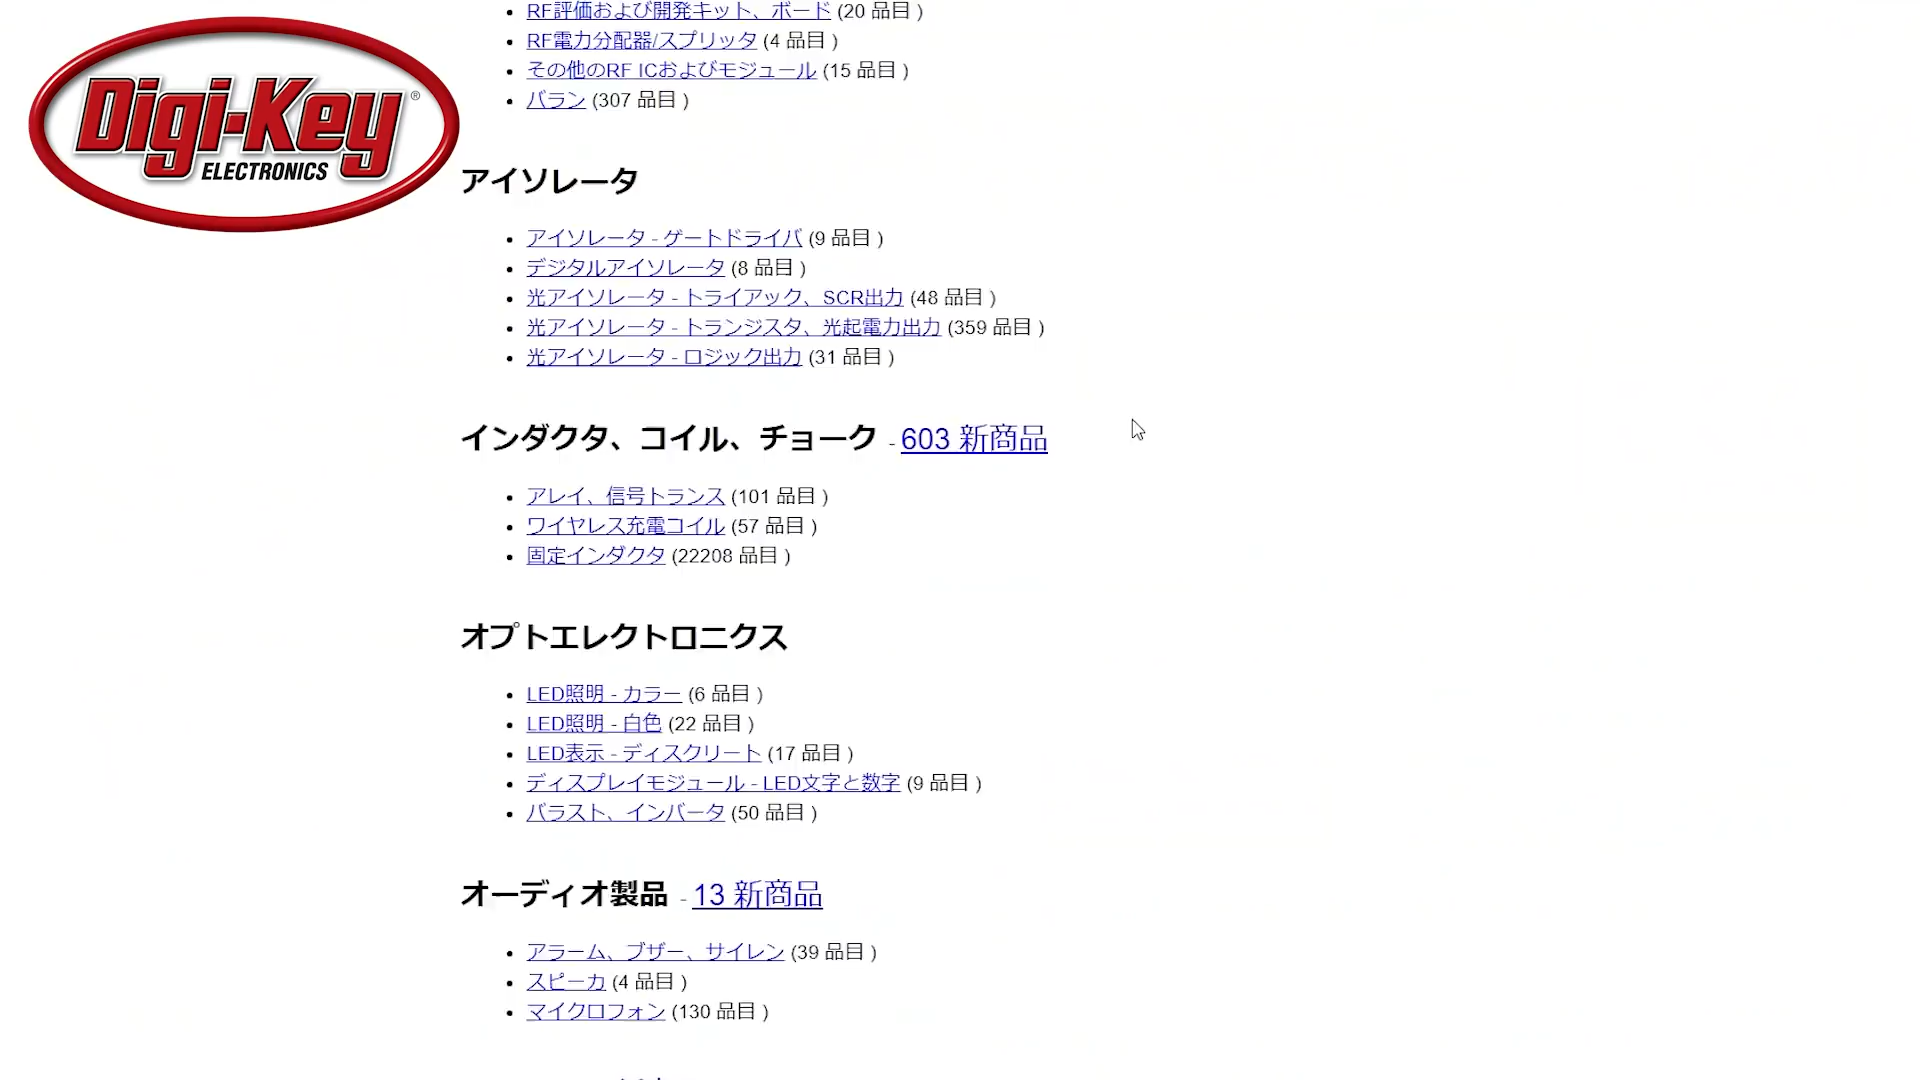 RF評価および開発キット、ボード (20 品目 )
RF電力分配器/スプリッタ (4 品目 )
その他のRF ICおよびモジュール (15 品目 )
バラン (307 品目 )
Digi-Key®
ELECTRONICS
アイソレータ
アイソレータ - ゲートドライバ (9 品目 )
デジタルアイソレータ (8 品目 )
光アイソレータ - トライアック、SCR出力 (48 品目 )
光アイソレータ - トランジスタ、光起電力出力 (359 品目 )
光アイソレータ - ロジック出力 (31 品目 )
インダクタ、コイル、チョーク - 603 新商品
アレイ、信号トランス (101 品目 )
ワイヤレス充電コイル (57 品目 )
固定インダクタ (22208 品目 )
オプトエレクトロニクス
LED照明 - カラー (6 品目 )
LED照明 - 白色 (22 品目 )
LED表示 - ディスクリート (17 品目 )
ディスプレイモジュール - LED文字と数字 (9 品目 )
バラスト、インバータ (50 品目 )
オーディオ製品 - 13 新商品
アラーム、ブザー、サイレン (39 品目 )
スピーカ (4 品目 )
マイクロフォン (130 品目 )